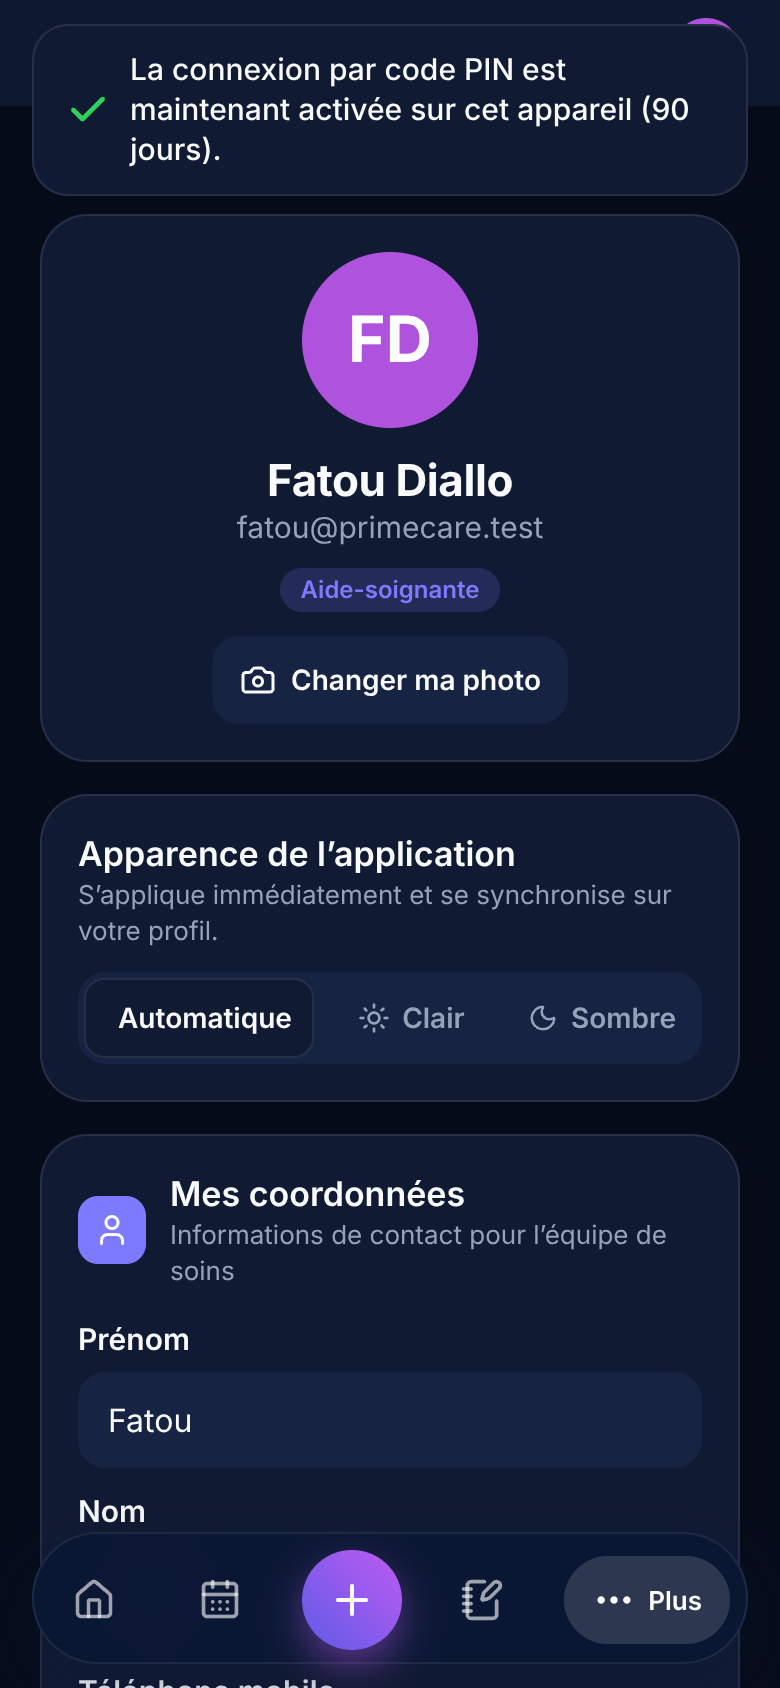 La connexion par code PIN est
maintenant activée sur cet appareil (90
jours).
FD
Fatou Diallo
fatou@primecare.test
Aide-soignante
Changer ma photo
Apparence de l’application
S’applique immédiatement et se synchronise sur
votre profil.
Automatique
Clair
Sombre
Mes coordonnées
Informations de contact pour l’équipe de
soins
Prénom
Fatou
Nom
Plus
Téléphone mobile